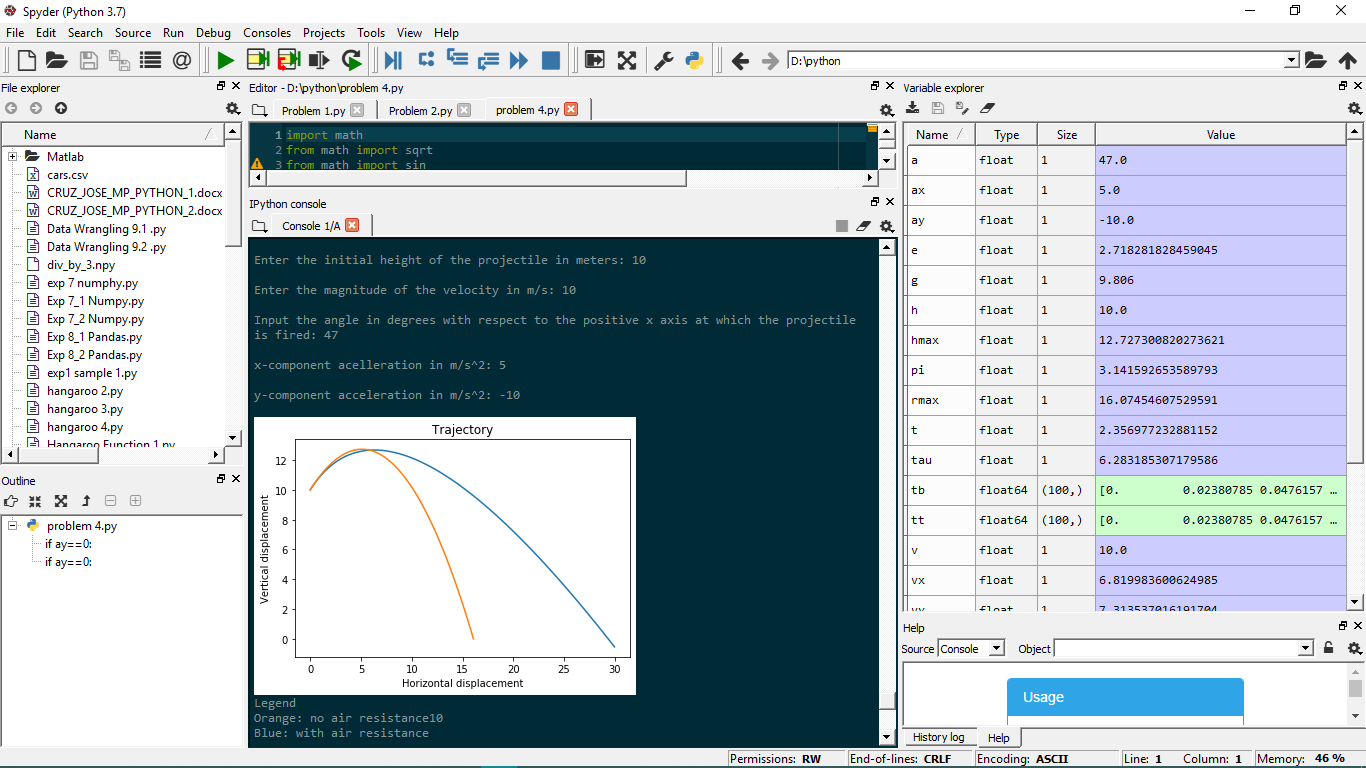 Spyder (Python 3.7)
File Edit Search Source Run Debug Consoles Projects Tools View Help
D:\python
File explorer
Name
Matlab
cars.csv
CRUZ_JOSE_MP_PYTHON_1.docx
CRUZ_JOSE_MP_PYTHON_2.docx
Data Wrangling 9.1 .py
Data Wrangling 9.2 .py
div_by_3.npy
exp 7 numphy.py
Exp 7_1 Numpy.py
Exp 7_2 Numpy.py
Exp 8_1 Pandas.py
Exp 8_2 Pandas.py
exp1 sample 1.py
hangaroo 2.py
hangaroo 3.py
hangaroo 4.py
Hangaroo Function 1.py
Outline
problem 4.py
if ay==0:
if ay==0:
Editor - D:\python\problem 4.py
Problem 1.py Problem 2.py problem 4.py
1 import math
2 from math import sqrt
3 from math import sin
IPython console
Console 1/A
Enter the initial height of the projectile in meters: 10
Enter the magnitude of the velocity in m/s: 10
Input the angle in degrees with respect to the positive x axis at which the projectile
is fired: 47
x-component acelleration in m/s^2: 5
y-component acceleration in m/s^2: -10
Trajectory
Vertical displacement
12
10
8
6
4
2
0
0 5 10 15 20 25 30
Horizontal displacement
Legend
Orange: no air resistance10
Blue: with air resistance
Variable explorer
Name Type Size Value
a float 1 47.0
ax float 1 5.0
ay float 1 -10.0
e float 1 2.718281828459045
g float 1 9.806
h float 1 10.0
hmax float 1 12.727300820273621
pi float 1 3.141592653589793
rmax float 1 16.07454607529591
t float 1 2.356977232881152
tau float 1 6.283185307179586
tb float64 (100,) [0. 0.02380785 0.0476157 …
tt float64 (100,) [0. 0.02380785 0.0476157 …
v float 1 10.0
vx float 1 6.819983600624985
vy float 1 7.313537016191704
Help
Source Console Object
Usage
History log Help
Permissions: RW End-of-lines: CRLF Encoding: ASCII Line: 1 Column: 1 Memory: 46 %